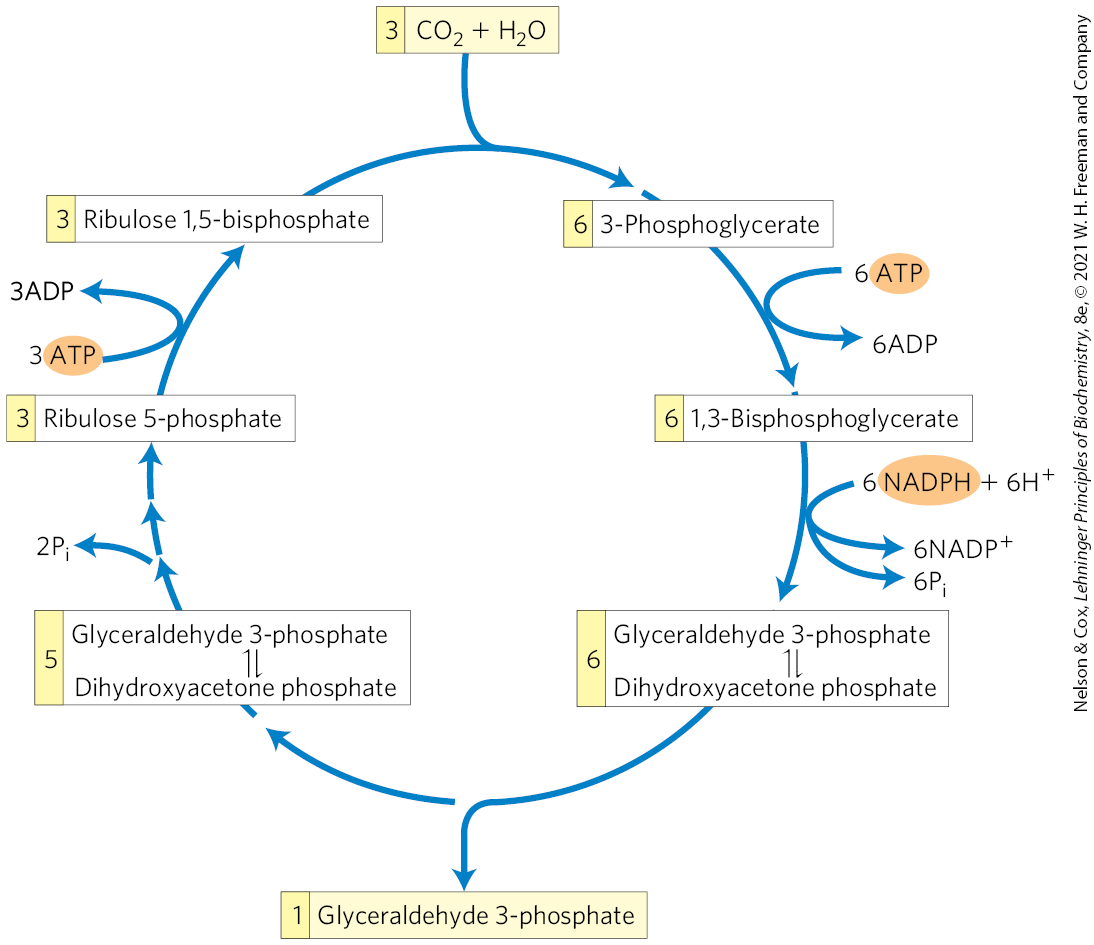 3 CO₂ + H₂O
3 Ribulose 1,5-bisphosphate
6 3-Phosphoglycerate
3ADP
3 ATP
6 ATP
6ADP
3 Ribulose 5-phosphate
6 1,3-Bisphosphoglycerate
6 NADPH + 6H⁺
6NADP⁺
6Pᵢ
2Pᵢ
5 Glyceraldehyde 3-phosphate
⥮
Dihydroxyacetone phosphate
6 Glyceraldehyde 3-phosphate
⥮
Dihydroxyacetone phosphate
1 Glyceraldehyde 3-phosphate
Nelson & Cox, Lehninger Principles of Biochemistry, 8e, © 2021 W. H. Freeman and Company